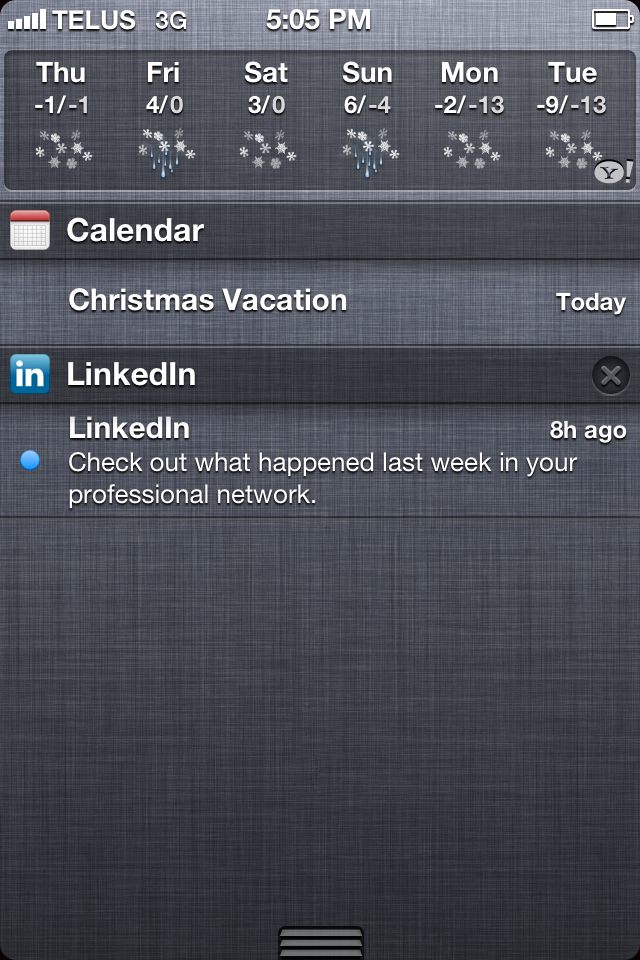 TELUS 3G 5:05 PM
Thu Fri Sat Sun Mon Tue
-1/-1 4/0 3/0 6/-4 -2/-13 -9/-13
Y!
Calendar
Christmas Vacation Today
in LinkedIn
LinkedIn 8h ago
Check out what happened last week in your
professional network.